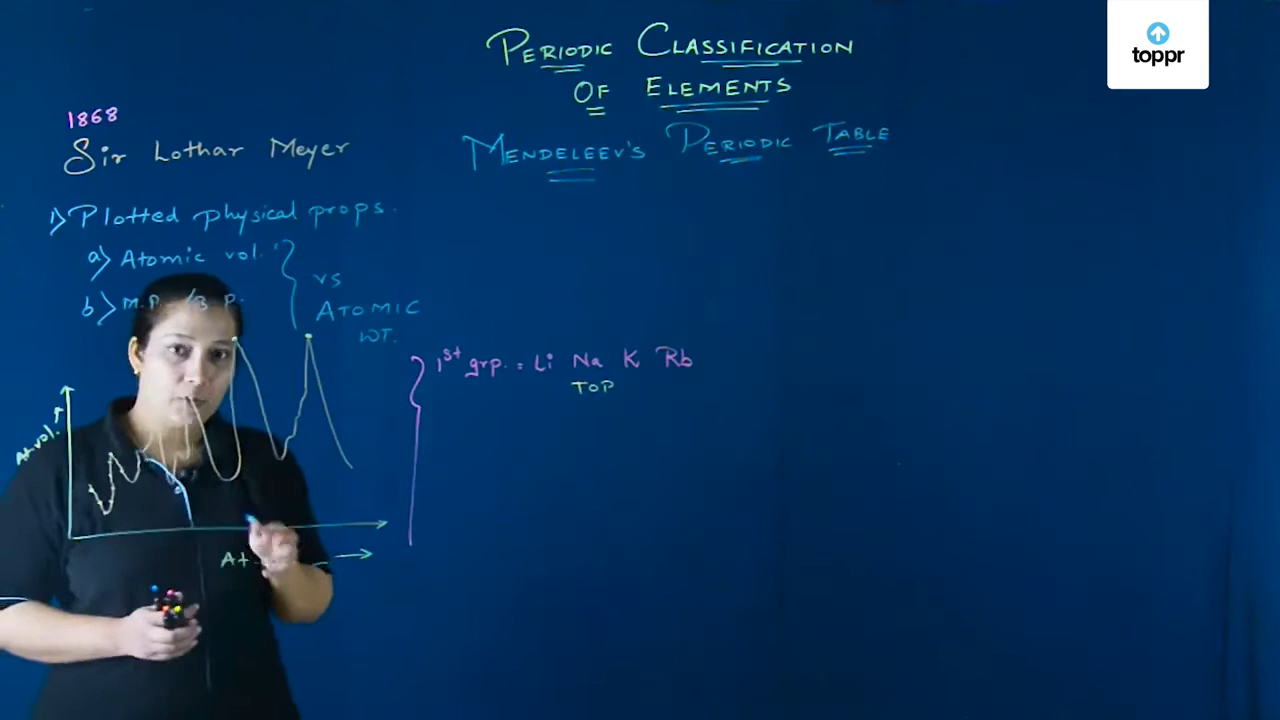 PERIODIC CLASSIFICATION
OF ELEMENTS
toppr
1868
Sir Lothar Meyer
MENDELEEV'S PERIODIC TABLE
1) Plotted physical props.
a) Atomic vol.
b) M.P. /B.P.
vs
ATOMIC
WT.
1st grp. = Li Na K Rb
TOP
At vol.
At